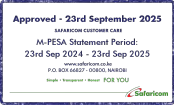 Approved - 23rd September 2025
SAFARICOM CUSTOMER CARE
M-PESA Statement Period:
23rd Sep 2024 - 23rd Sep 2025
www.safaricom.co.ke
P.O. BOX 66827 - 00800, NAIROBI
Simple • Transparent • Honest FOR YOU
Safaricom